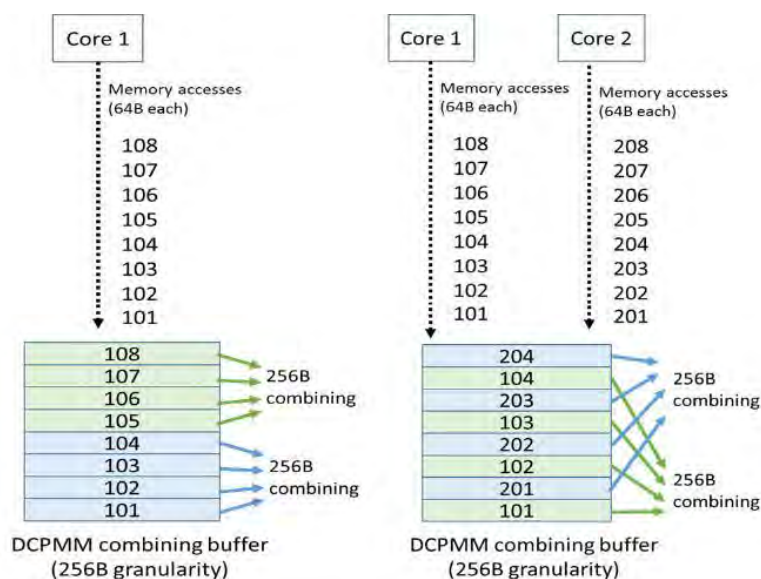 Core 1
Memory accesses
(64B each)
108
107
106
105
104
103
102
101
108
107
106
105
104
103
102
101
256B
combining
256B
combining
DCPMM combining buffer
(256B granularity)
Core 1
Core 2
Memory accesses
(64B each)
Memory accesses
(64B each)
108
107
106
105
104
103
102
101
208
207
206
205
204
203
202
201
204
104
203
103
202
102
201
101
256B
combining
256B
combining
DCPMM combining buffer
(256B granularity)